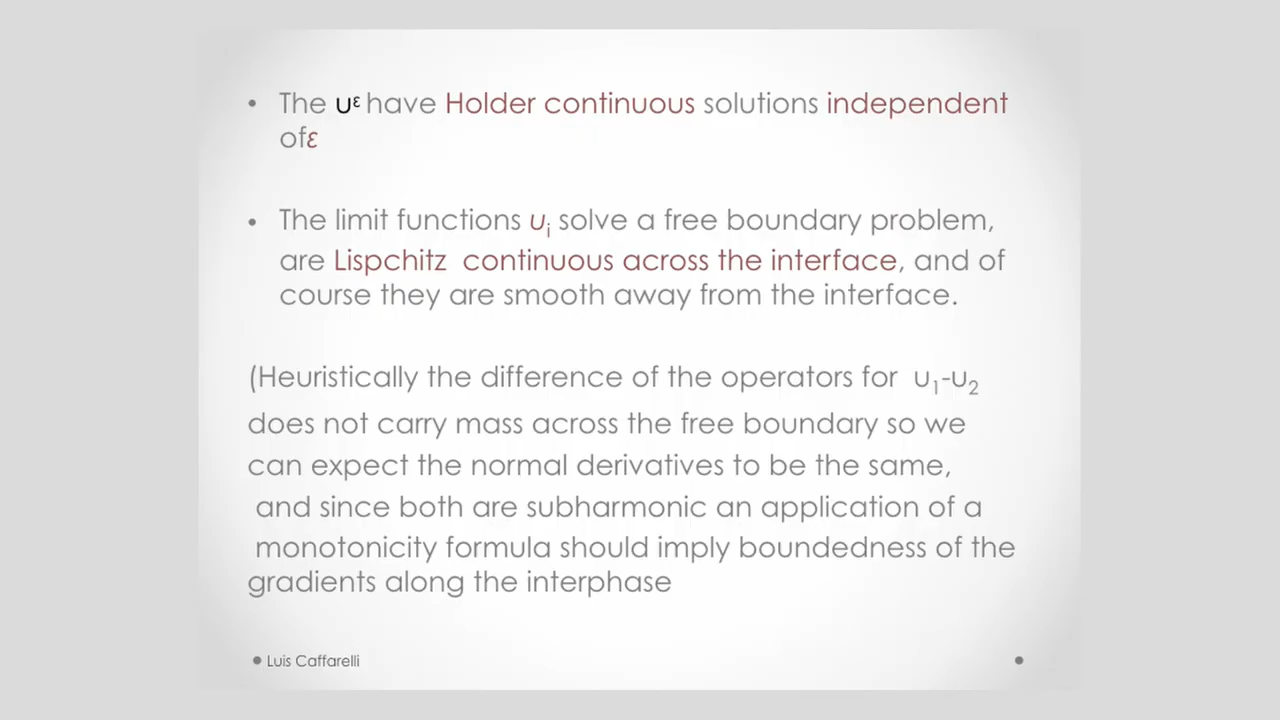 • The uᵋ have Holder continuous solutions independent
ofε
• The limit functions uᵢ solve a free boundary problem,
are Lispchitz  continuous across the interface, and of
course they are smooth away from the interface.
(Heuristically the difference of the operators for  u₁-u₂
does not carry mass across the free boundary so we
can expect the normal derivatives to be the same,
and since both are subharmonic an application of a
monotonicity formula should imply boundedness of the
gradients along the interphase
• Luis Caffarelli